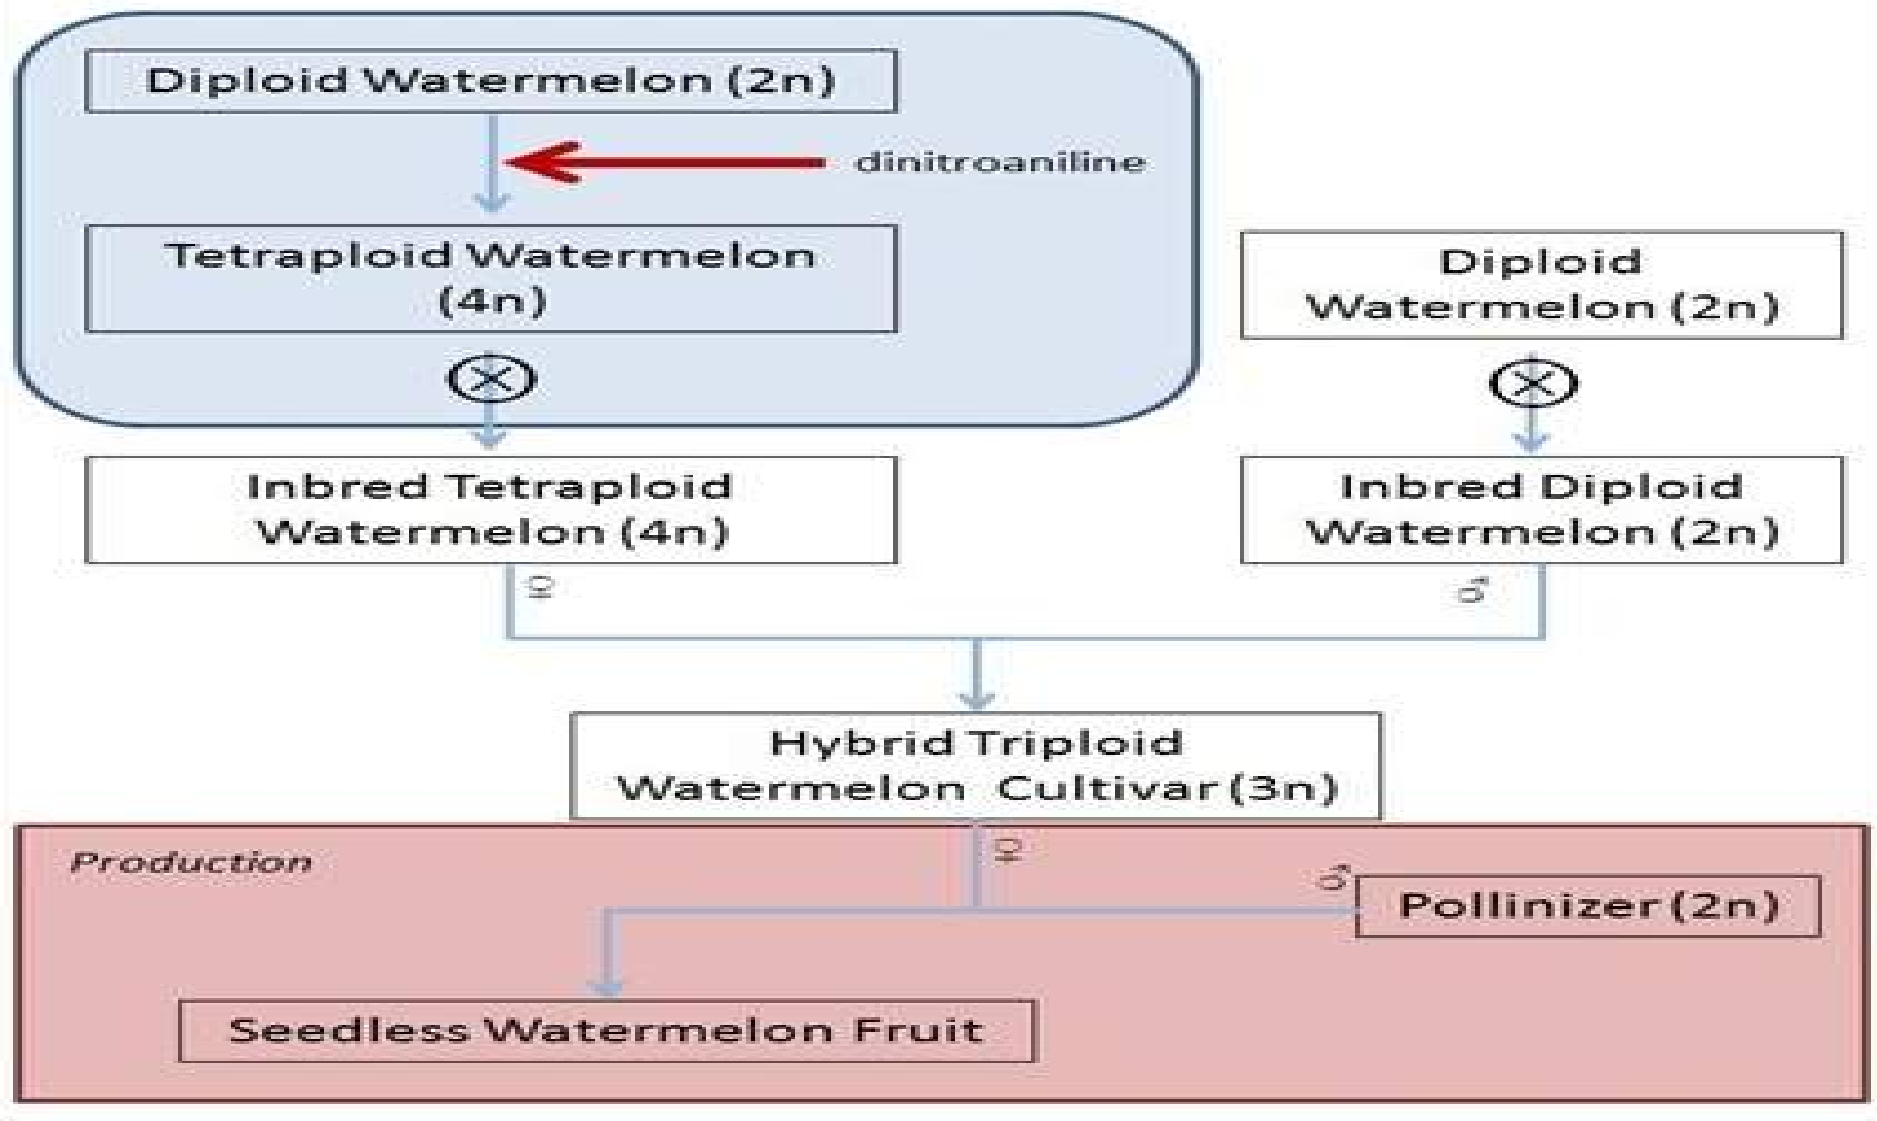 Diploid Watermelon (2n)
dinitroaniline
Tetraploid Watermelon
(4n)
Diploid
Watermelon (2n)
Inbred Tetraploid
Watermelon (4n)
Inbred Diploid
Watermelon (2n)
♀
♂
Hybrid Triploid
Watermelon Cultivar (3n)
Production
♀
♂
Pollinizer (2n)
Seedless Watermelon Fruit